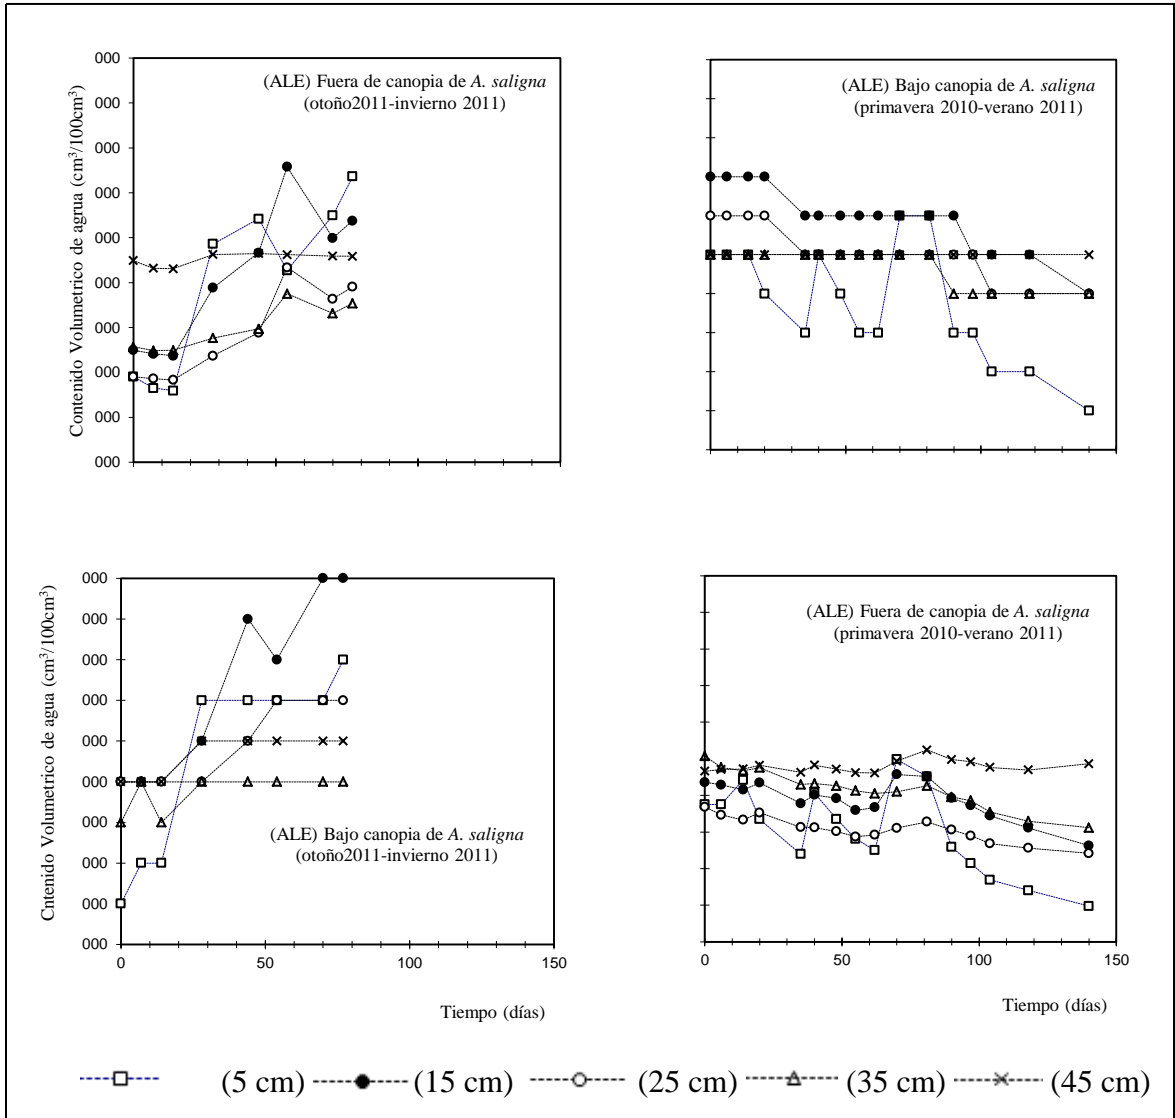 Contenido Volumetrico de agrua (cm³/100cm³)
000
000
000
000
000
000
000
000
000
000
(ALE) Fuera de canopia de A. saligna
(otoño2011-invierno 2011)
(ALE) Bajo canopia de A. saligna
(primavera 2010-verano 2011)
Cntenido Volumetrico de agua (cm³/100cm³)
000
000
000
000
000
000
000
000
000
000
(ALE) Bajo canopia de A. saligna
(otoño2011-invierno 2011)
0 50 100 150
Tiempo (días)
(ALE) Fuera de canopia de A. saligna
(primavera 2010-verano 2011)
0 50 100 150
Tiempo (días)
(5 cm) (15 cm) (25 cm) (35 cm) (45 cm)